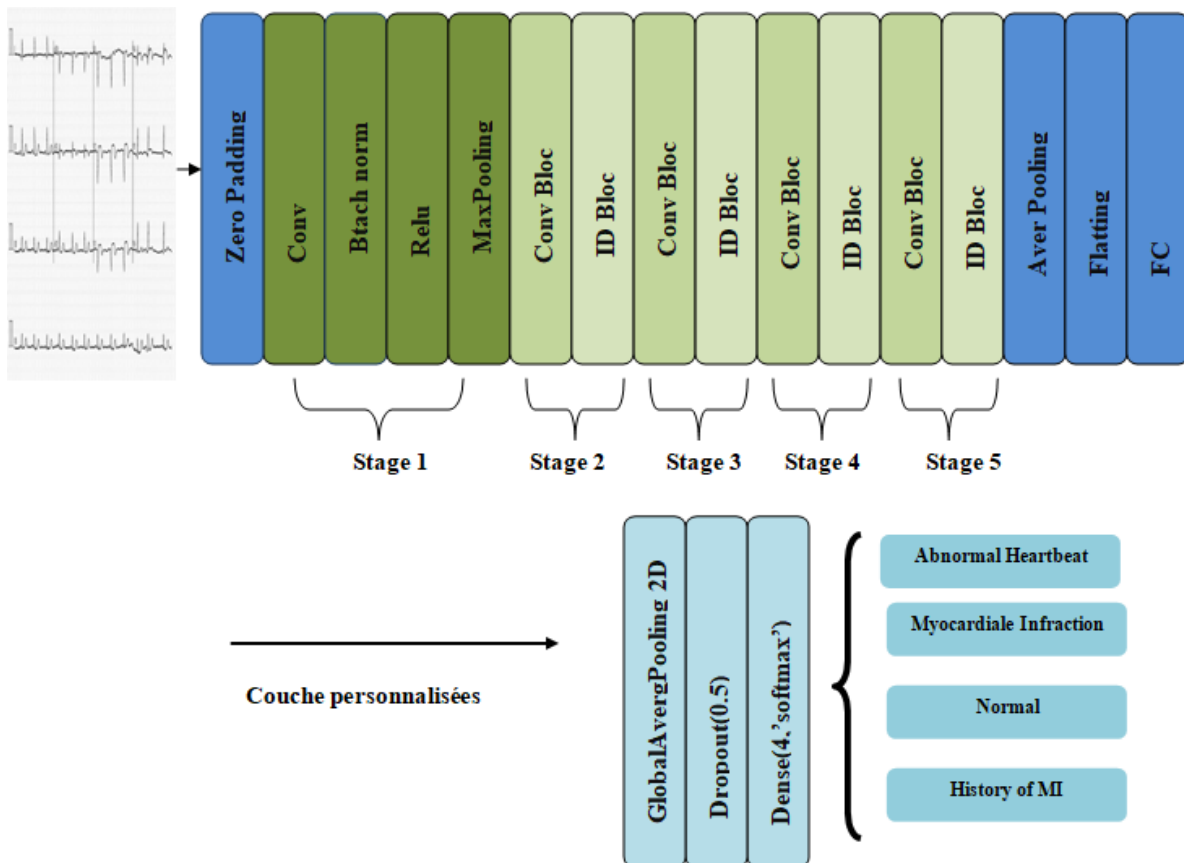 Zero Padding
Conv
Btach norm
Relu
MaxPooling
Conv Bloc
ID Bloc
Conv Bloc
ID Bloc
Conv Bloc
ID Bloc
Conv Bloc
ID Bloc
Aver Pooling
Flatting
FC
Stage 1
Stage 2
Stage 3
Stage 4
Stage 5
Couche personnalisées
GlobalAvergPooling 2D
Dropout(0.5)
Dense(4.’softmax’)
Abnormal Heartbeat
Myocardiale Infraction
Normal
History of MI